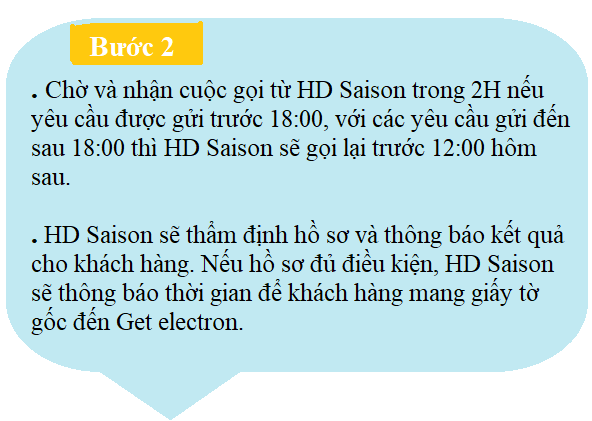 Bước 2
. Chờ và nhận cuộc gọi từ HD Saison trong 2H nếu
yêu cầu được gửi trước 18:00, với các yêu cầu gửi đến
sau 18:00 thì HD Saison sẽ gọi lại trước 12:00 hôm
sau.
. HD Saison sẽ thẩm định hồ sơ và thông báo kết quả
cho khách hàng. Nếu hồ sơ đủ điều kiện, HD Saison
sẽ thông báo thời gian để khách hàng mang giấy tờ
gốc đến Get electron.